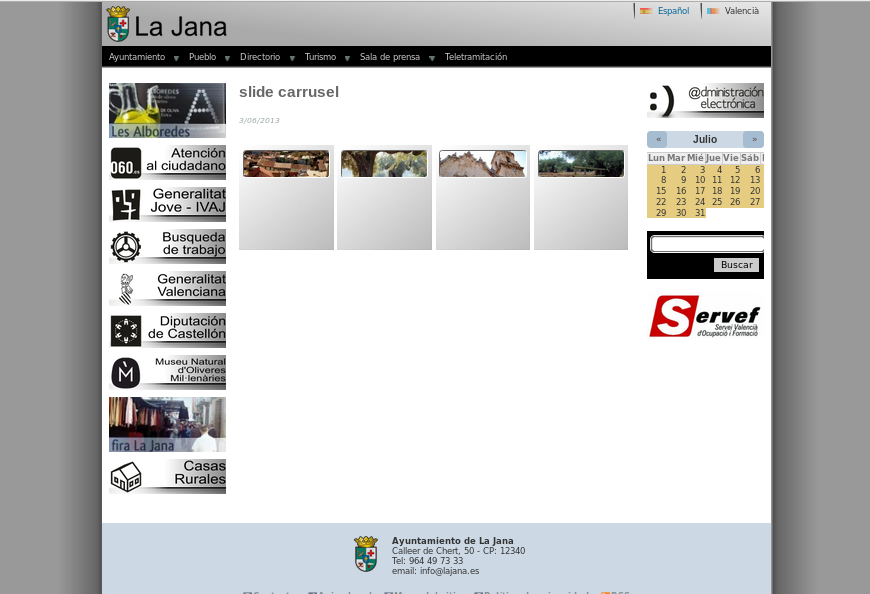 La Jana
Español
Valencià
Ayuntamiento
Pueblo
Directorio
Turismo
Sala de prensa
Teletramitación
Les Alboredes
060.es
Atención
al ciudadano
Generalitat
Jove - IVAJ
Busqueda
de trabajo
Generalitat
Valenciana
Diputación
de Castellón
Museu Natural
d'Oliveres
Mil·lenàries
fira La Jana
Casas
Rurales
slide carrusel
3/06/2013
:) @dministración
electrónica
« Julio »
Lun Mar Mié Jue Vie Sáb
1 2 3 4 5 6
8 9 10 11 12 13
15 16 17 18 19 20
22 23 24 25 26 27
29 30 31
Buscar
Servef
Servei Valencià
d'Ocupació i Formació
Ayuntamiento de La Jana
Calleer de Chert, 50 - CP: 12340
Tel: 964 49 73 33
email: info@lajana.es